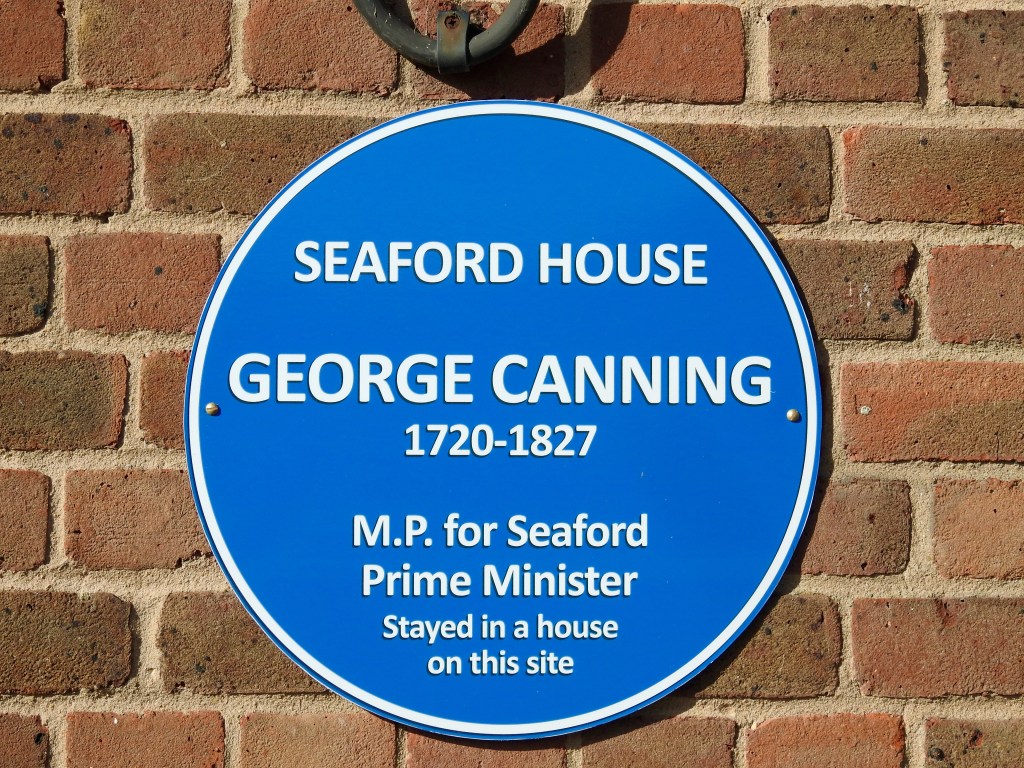 SEAFORD HOUSE
GEORGE CANNING
1720-1827
M.P. for Seaford
Prime Minister
Stayed in a house
on this site